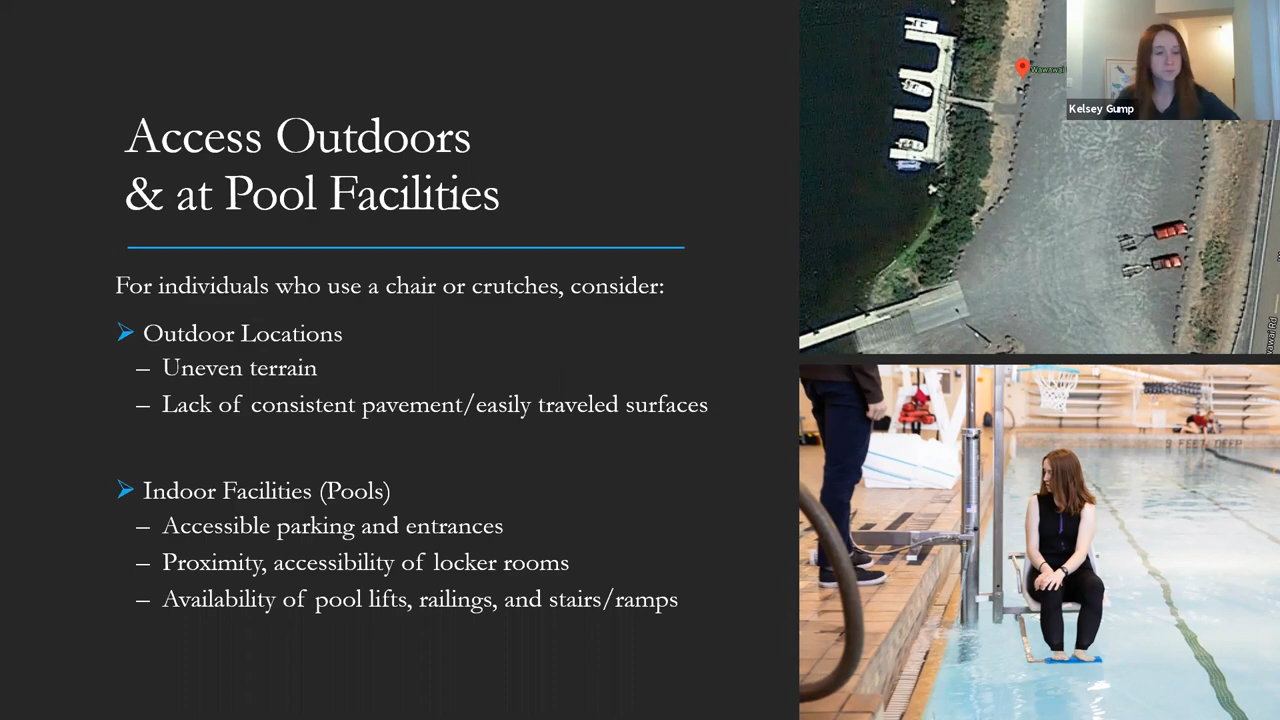 Access Outdoors
& at Pool Facilities
For individuals who use a chair or crutches, consider:
Outdoor Locations
– Uneven terrain
– Lack of consistent pavement/easily traveled surfaces
Indoor Facilities (Pools)
– Accessible parking and entrances
– Proximity, accessibility of locker rooms
– Availability of pool lifts, railings, and stairs/ramps
Wawawai
Kelsey Gump
Rd
9 FEET DEEP